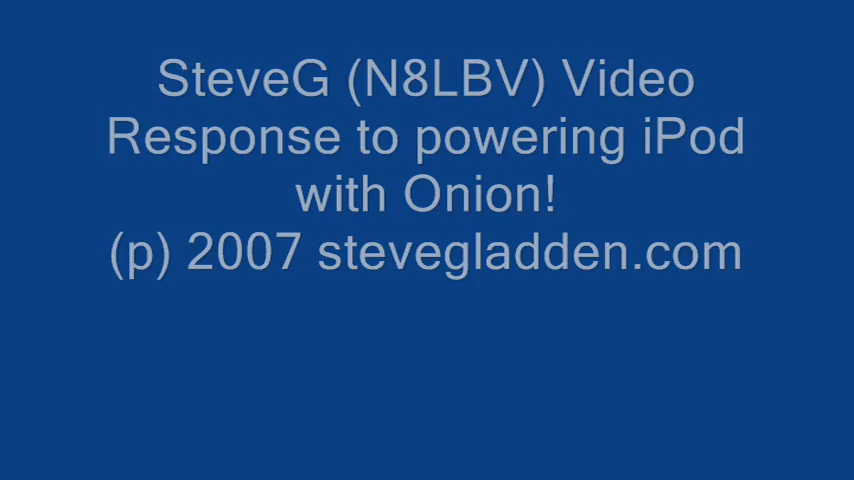 SteveG (N8LBV) Video
Response to powering iPod
with Onion!
(p) 2007 stevegladden.com